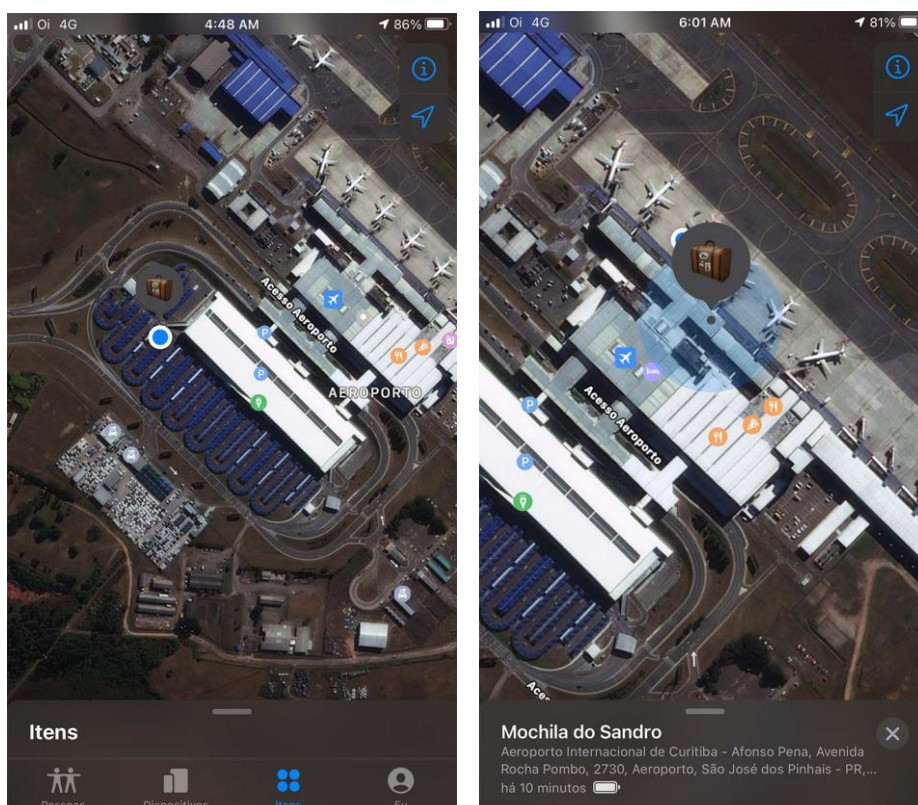 Oi 4G 4:48 AM 86%
Acesso Aeroporto
P
P
AEROPORTO
Itens
Pessoas Dispositivos Itens Eu
Oi 4G 6:01 AM 81%
Acesso Aeroporto
P
P
Mochila do Sandro
Aeroporto Internacional de Curitiba - Afonso Pena, Avenida
Rocha Pombo, 2730, Aeroporto, São José dos Pinhais - PR,...
há 10 minutos